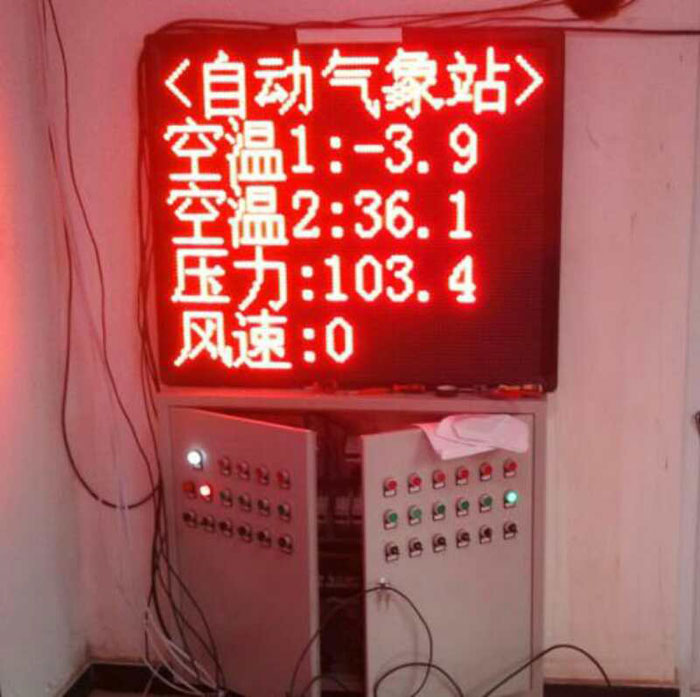 <自动气象站>
空温1:-3.9
空温2:36.1
压力:103.4
风速:0